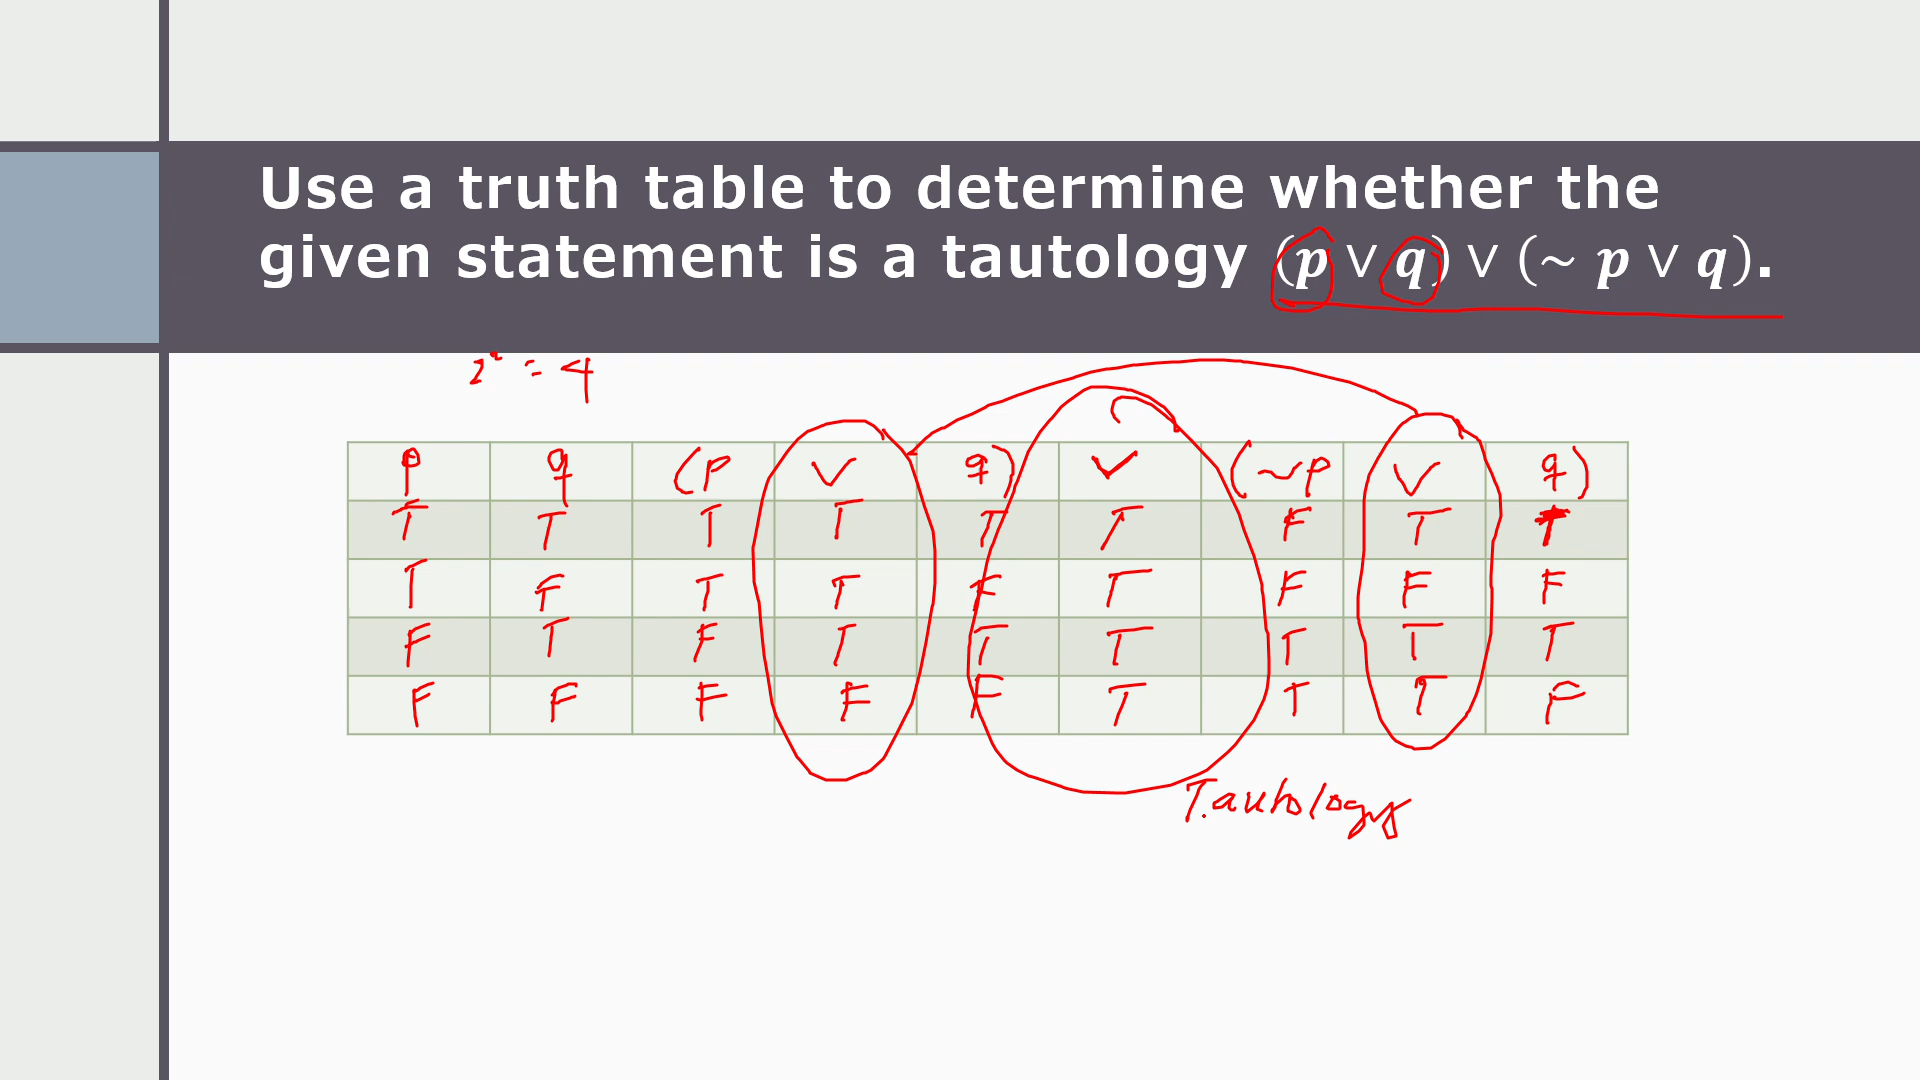 Use a truth table to determine whether the
given statement is a tautology (p ∨ q) ∨ (~ p ∨ q).
2² = 4
p q (p ∨ q) ∨ (~p ∨ q)
T T T T T T F T T
T F T T F T F F F
F T F T T T T T T
F F F F F T T T F
Tautology